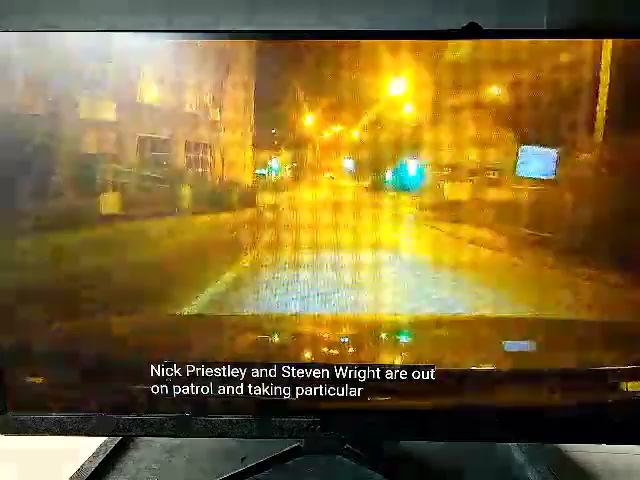 Nick Priestley and Steven Wright are out
on patrol and taking particular